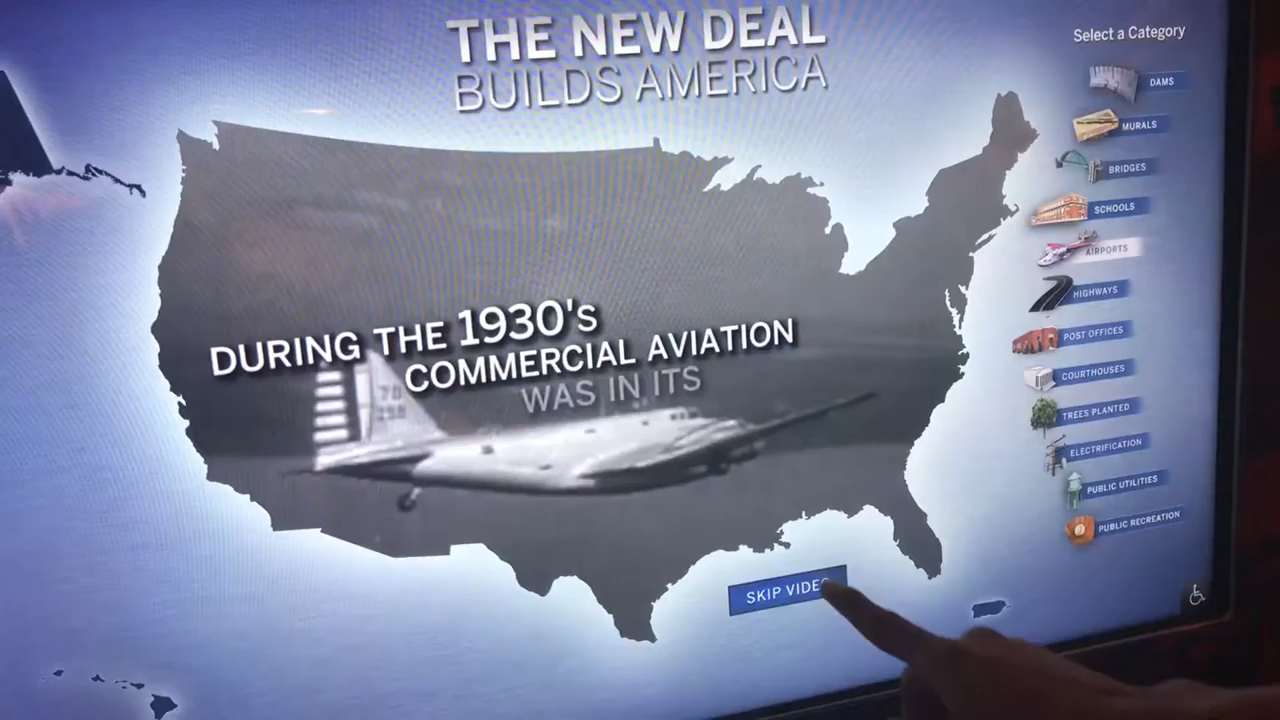 THE NEW DEAL
BUILDS AMERICA
Select a Category
DAMS
MURALS
BRIDGES
SCHOOLS
AIRPORTS
HIGHWAYS
POST OFFICES
COURTHOUSES
TREES PLANTED
ELECTRIFICATION
PUBLIC UTILITIES
PUBLIC RECREATION
DURING THE 1930's
COMMERCIAL AVIATION
WAS IN ITS
SKIP